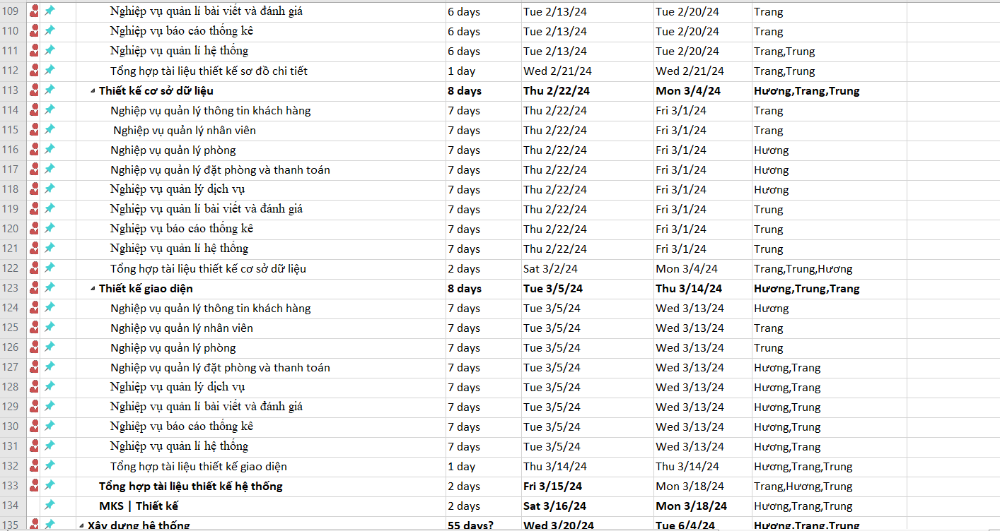 109 Nghiệp vụ quản lí bài viết và đánh giá 6 days Tue 2/13/24 Tue 2/20/24 Trang
110 Nghiệp vụ báo cáo thống kê 6 days Tue 2/13/24 Tue 2/20/24 Trang
111 Nghiệp vụ quản lí hệ thống 6 days Tue 2/13/24 Tue 2/20/24 Trang,Trung
112 Tổng hợp tài liệu thiết kế sơ đồ chi tiết 1 day Wed 2/21/24 Wed 2/21/24 Trang,Trung
113 Thiết kế cơ sở dữ liệu 8 days Thu 2/22/24 Mon 3/4/24 Hương,Trang,Trung
114 Nghiệp vụ quản lý thông tin khách hàng 7 days Thu 2/22/24 Fri 3/1/24 Trang
115 Nghiệp vụ quản lý nhân viên 7 days Thu 2/22/24 Fri 3/1/24 Trang
116 Nghiệp vụ quản lý phòng 7 days Thu 2/22/24 Fri 3/1/24 Hương
117 Nghiệp vụ quản lý đặt phòng và thanh toán 7 days Thu 2/22/24 Fri 3/1/24 Hương
118 Nghiệp vụ quản lý dịch vụ 7 days Thu 2/22/24 Fri 3/1/24 Hương
119 Nghiệp vụ quản lí bài viết và đánh giá 7 days Thu 2/22/24 Fri 3/1/24 Trung
120 Nghiệp vụ báo cáo thống kê 7 days Thu 2/22/24 Fri 3/1/24 Trung
121 Nghiệp vụ quản lí hệ thống 7 days Thu 2/22/24 Fri 3/1/24 Trung
122 Tổng hợp tài liệu thiết kế cơ sở dữ liệu 2 days Sat 3/2/24 Mon 3/4/24 Trang,Trung,Hương
123 Thiết kế giao diện 8 days Tue 3/5/24 Thu 3/14/24 Hương,Trung,Trang
124 Nghiệp vụ quản lý thông tin khách hàng 7 days Tue 3/5/24 Wed 3/13/24 Hương
125 Nghiệp vụ quản lý nhân viên 7 days Tue 3/5/24 Wed 3/13/24 Trang
126 Nghiệp vụ quản lý phòng 7 days Tue 3/5/24 Wed 3/13/24 Trung
127 Nghiệp vụ quản lý đặt phòng và thanh toán 7 days Tue 3/5/24 Wed 3/13/24 Hương,Trang
128 Nghiệp vụ quản lý dịch vụ 7 days Tue 3/5/24 Wed 3/13/24 Hương,Trang
129 Nghiệp vụ quản lí bài viết và đánh giá 7 days Tue 3/5/24 Wed 3/13/24 Hương,Trung
130 Nghiệp vụ báo cáo thống kê 7 days Tue 3/5/24 Wed 3/13/24 Hương,Trung
131 Nghiệp vụ quản lí hệ thống 7 days Tue 3/5/24 Wed 3/13/24 Hương,Trang
132 Tổng hợp tài liệu thiết kế giao diện 1 day Thu 3/14/24 Thu 3/14/24 Hương,Trang,Trung
133 Tổng hợp tài liệu thiết kế hệ thống 2 days Fri 3/15/24 Mon 3/18/24 Trang,Hương,Trung
134 MKS | Thiết kế 2 days Sat 3/16/24 Mon 3/18/24 Hương,Trang,Trung
135 Xây dựng hệ thống 55 days? Wed 3/20/24 Tue 6/4/24 Hương,Trang,Trung